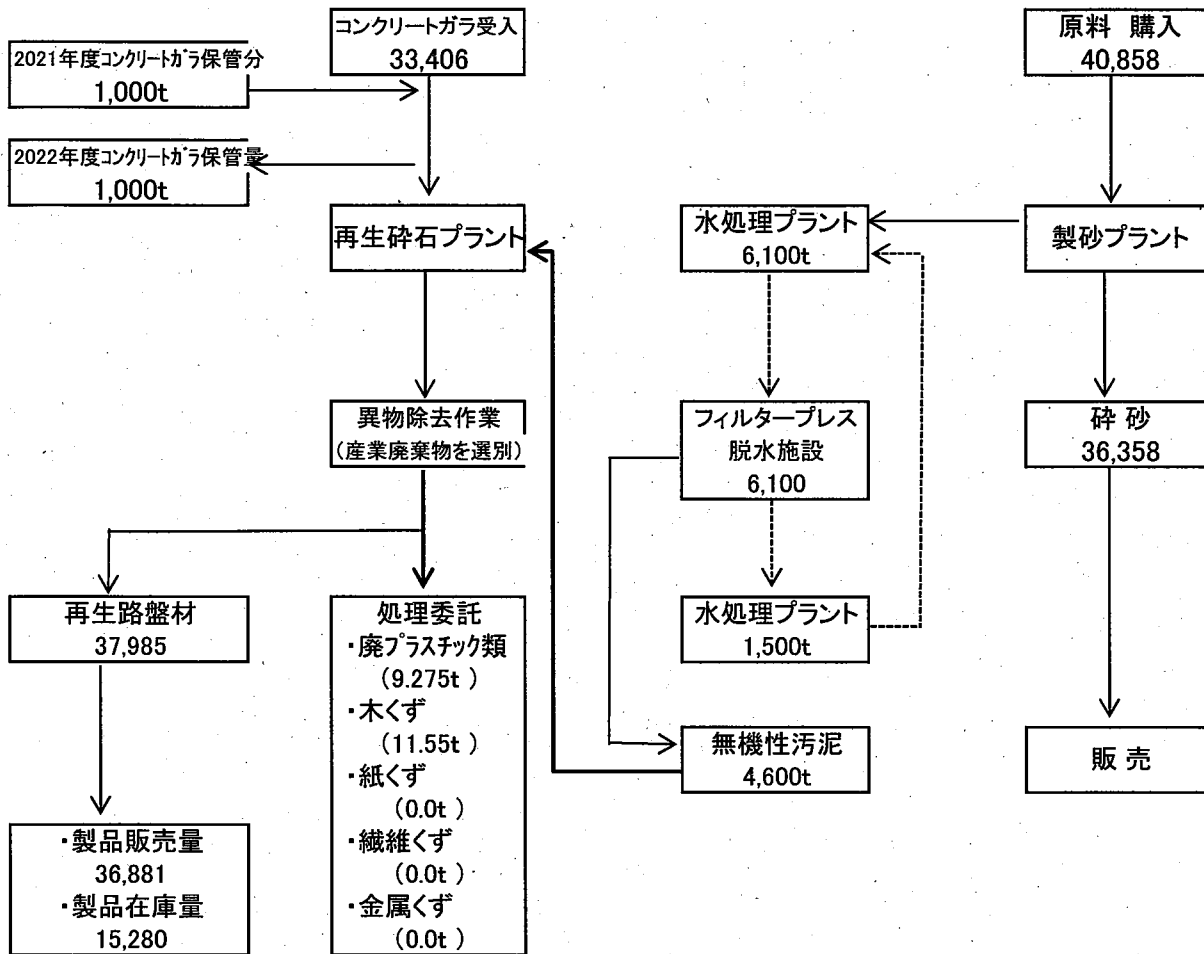 コンクリートガラ受入
33,406
2021年度コンクリートガラ保管分
1,000t
2022年度コンクリートガラ保管量
1,000t
再生砕石プラント
異物除去作業
(産業廃棄物を選別)
再生路盤材
37,985
・製品販売量
36,881
・製品在庫量
15,280
処理委託
・廃プラスチック類
(9.275t )
・木くず
(11.55t )
・紙くず
(0.0t )
・繊維くず
(0.0t )
・金属くず
(0.0t )
水処理プラント
6,100t
フィルタープレス
脱水施設
6,100
水処理プラント
1,500t
無機性汚泥
4,600t
原料 購入
40,858
製砂プラント
砕 砂
36,358
販 売